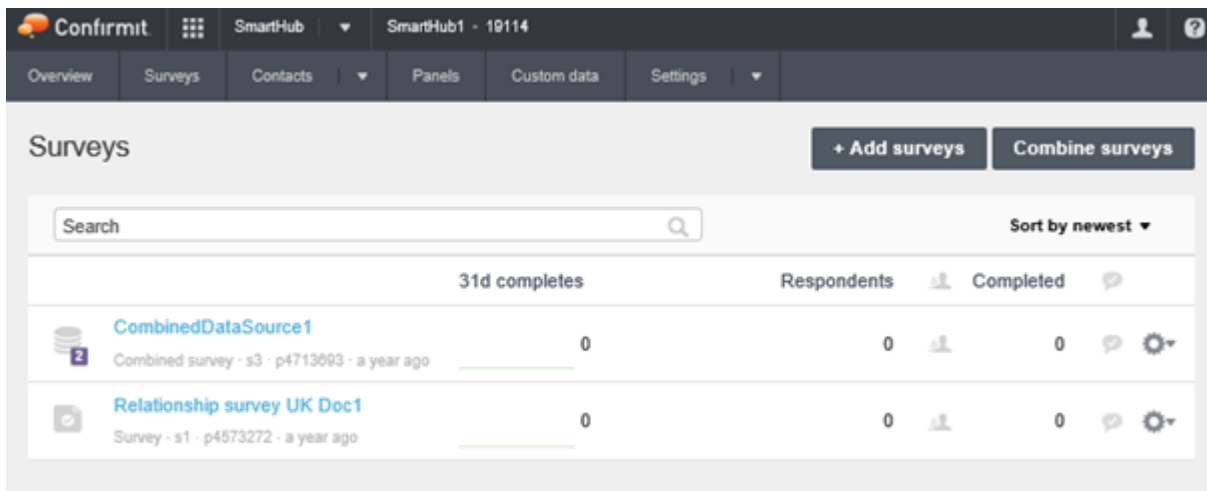 Confirmit. SmartHub SmartHub1 - 19114
Overview Surveys Contacts Panels Custom data Settings
Surveys + Add surveys Combine surveys
Search Sort by newest
31d completes Respondents Completed
CombinedDataSource1
2 Combined survey - s3 · p4713693 · a year ago 0 0 0
Relationship survey UK Doc1
Survey - s1 · p4573272 - a year ago 0 0 0